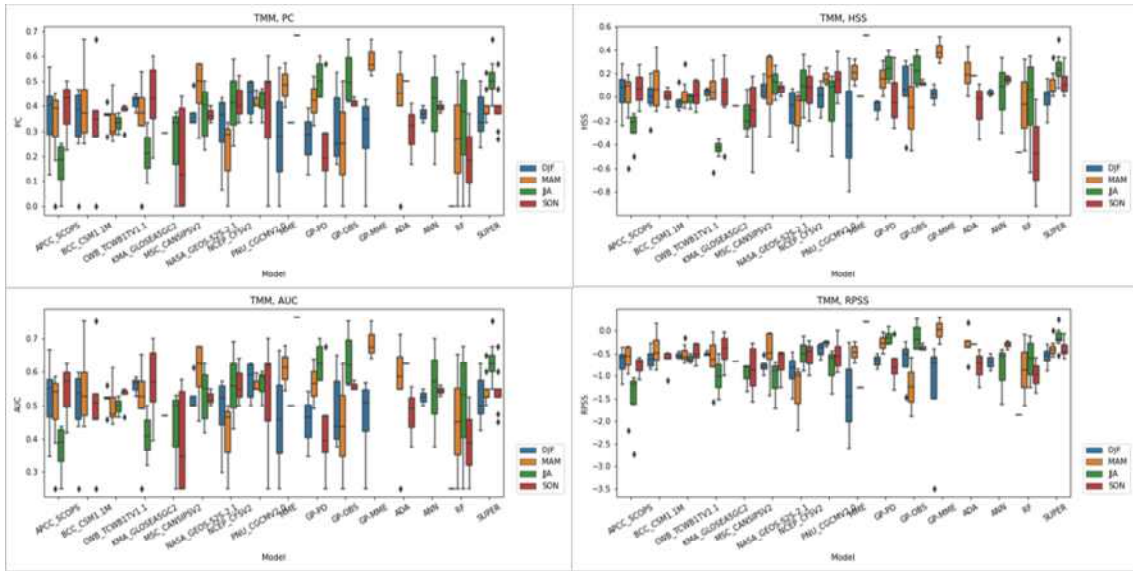 TMM, PC
PC
0.7
0.6
0.5
0.4
0.3
0.2
0.1
0.0
APCC_SCOPS
BCC_CSM1.1M
CWB_TCWB1TV1.1
KMA_GLOSEA5GC2
MSC_CANSIPSV2
NASA_GEOS-S2S-2.1
NCEP_CFSV2
PNU_CGCMV2.0
MME
GP-PD
GP-OBS
GP-MME
ADA
ANN
RF
SUPER
Model
DJF
MAM
JJA
SON
TMM, HSS
HSS
0.6
0.4
0.2
0.0
−0.2
−0.4
−0.6
−0.8
APCC_SCOPS
BCC_CSM1.1M
CWB_TCWB1TV1.1
KMA_GLOSEA5GC2
MSC_CANSIPSV2
NASA_GEOS-S2S-2.1
NCEP_CFSV2
PNU_CGCMV2.0
MME
GP-PD
GP-OBS
GP-MME
ADA
ANN
RF
SUPER
Model
DJF
MAM
JJA
SON
TMM, AUC
AUC
0.7
0.6
0.5
0.4
0.3
APCC_SCOPS
BCC_CSM1.1M
CWB_TCWB1TV1.1
KMA_GLOSEA5GC2
MSC_CANSIPSV2
NASA_GEOS-S2S-2.1
NCEP_CFSV2
PNU_CGCMV2.0
MME
GP-PD
GP-OBS
GP-MME
ADA
ANN
RF
SUPER
Model
DJF
MAM
JJA
SON
TMM, RPSS
RPSS
0.0
−0.5
−1.0
−1.5
−2.0
−2.5
−3.0
−3.5
APCC_SCOPS
BCC_CSM1.1M
CWB_TCWB1TV1.1
KMA_GLOSEA5GC2
MSC_CANSIPSV2
NASA_GEOS-S2S-2.1
NCEP_CFSV2
PNU_CGCMV2.0
MME
GP-PD
GP-OBS
GP-MME
ADA
ANN
RF
SUPER
Model
DJF
MAM
JJA
SON